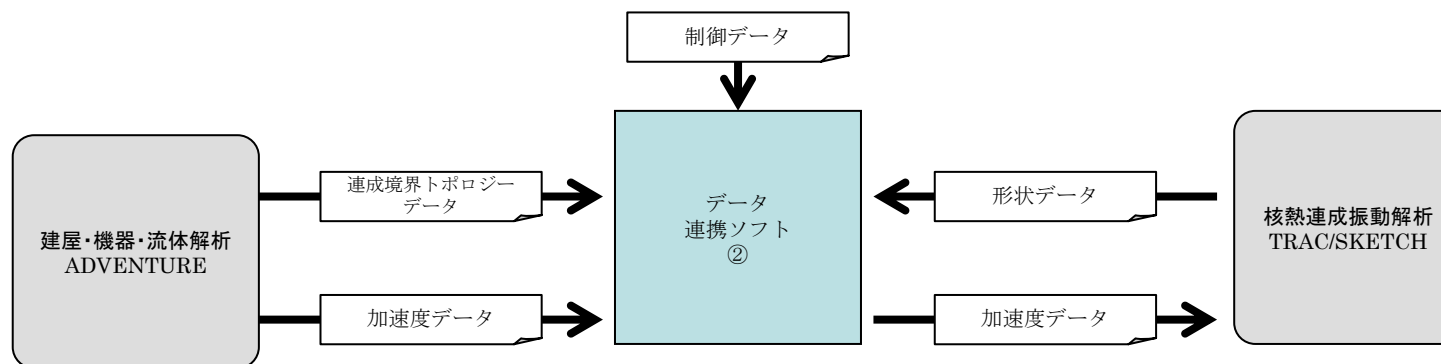 制御データ
連成境界トポロジー
データ
形状データ
データ
連携ソフト
②
建屋・機器・流体解析
ADVENTURE
核熱連成振動解析
TRAC/SKETCH
加速度データ
加速度データ